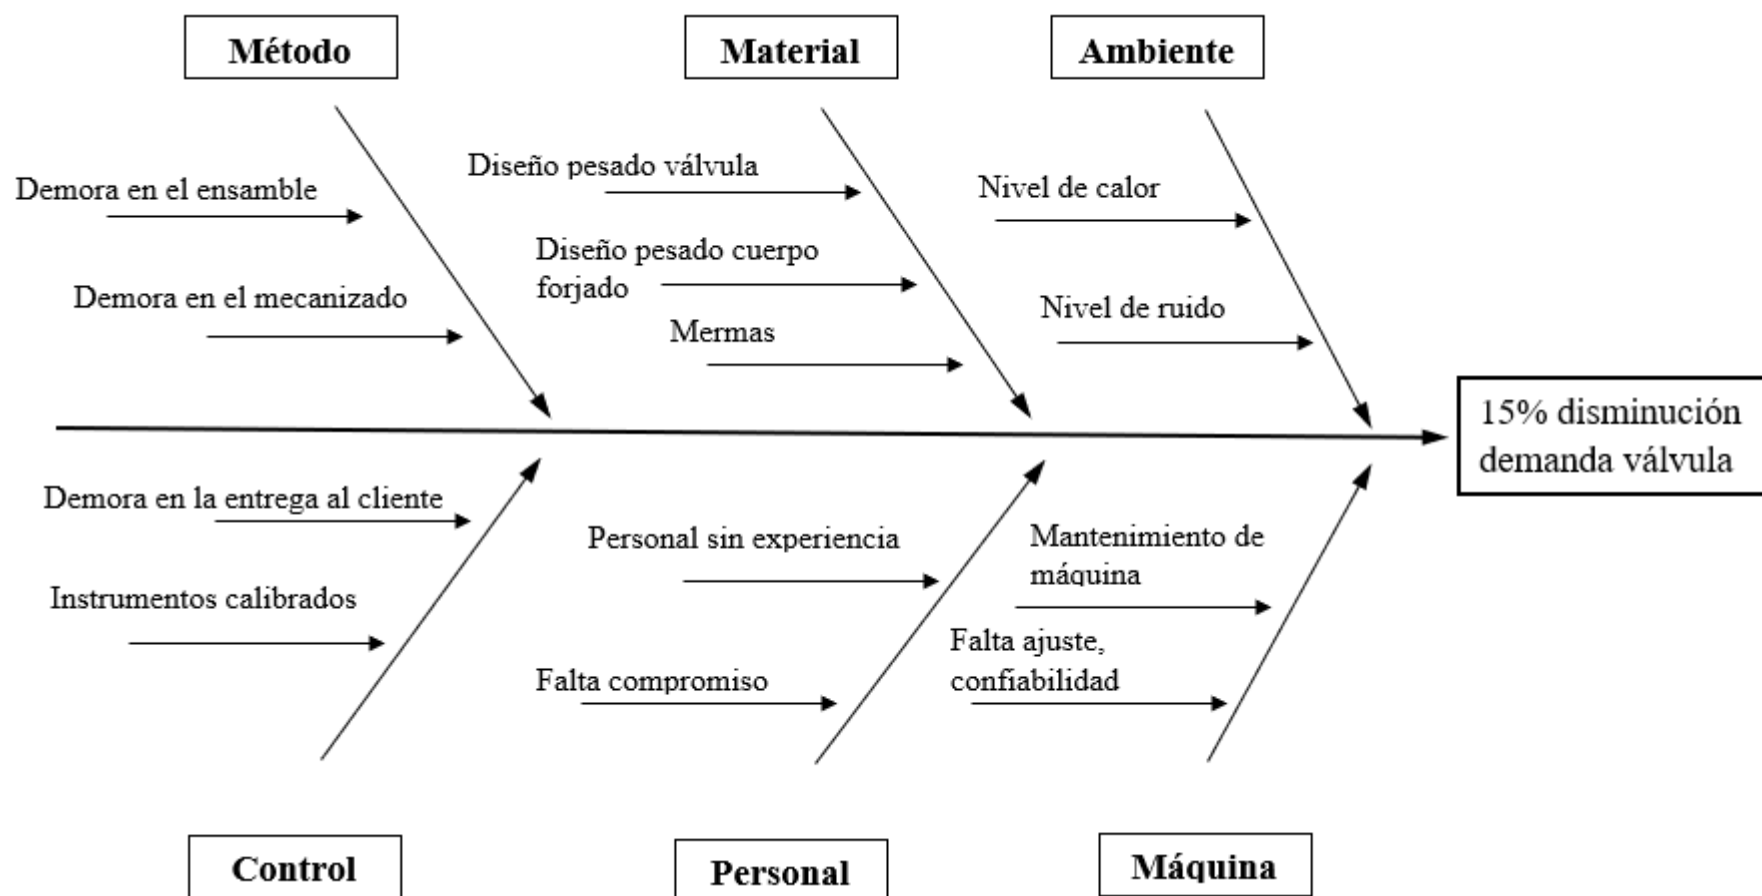 Método
Material
Ambiente
Diseño pesado válvula
Demora en el ensamble
Nivel de calor
Diseño pesado cuerpo
forjado
Demora en el mecanizado
Nivel de ruido
Mermas
15% disminución
demanda válvula
Demora en la entrega al cliente
Personal sin experiencia
Mantenimiento de
máquina
Instrumentos calibrados
Falta ajuste,
confiabilidad
Falta compromiso
Control
Personal
Máquina